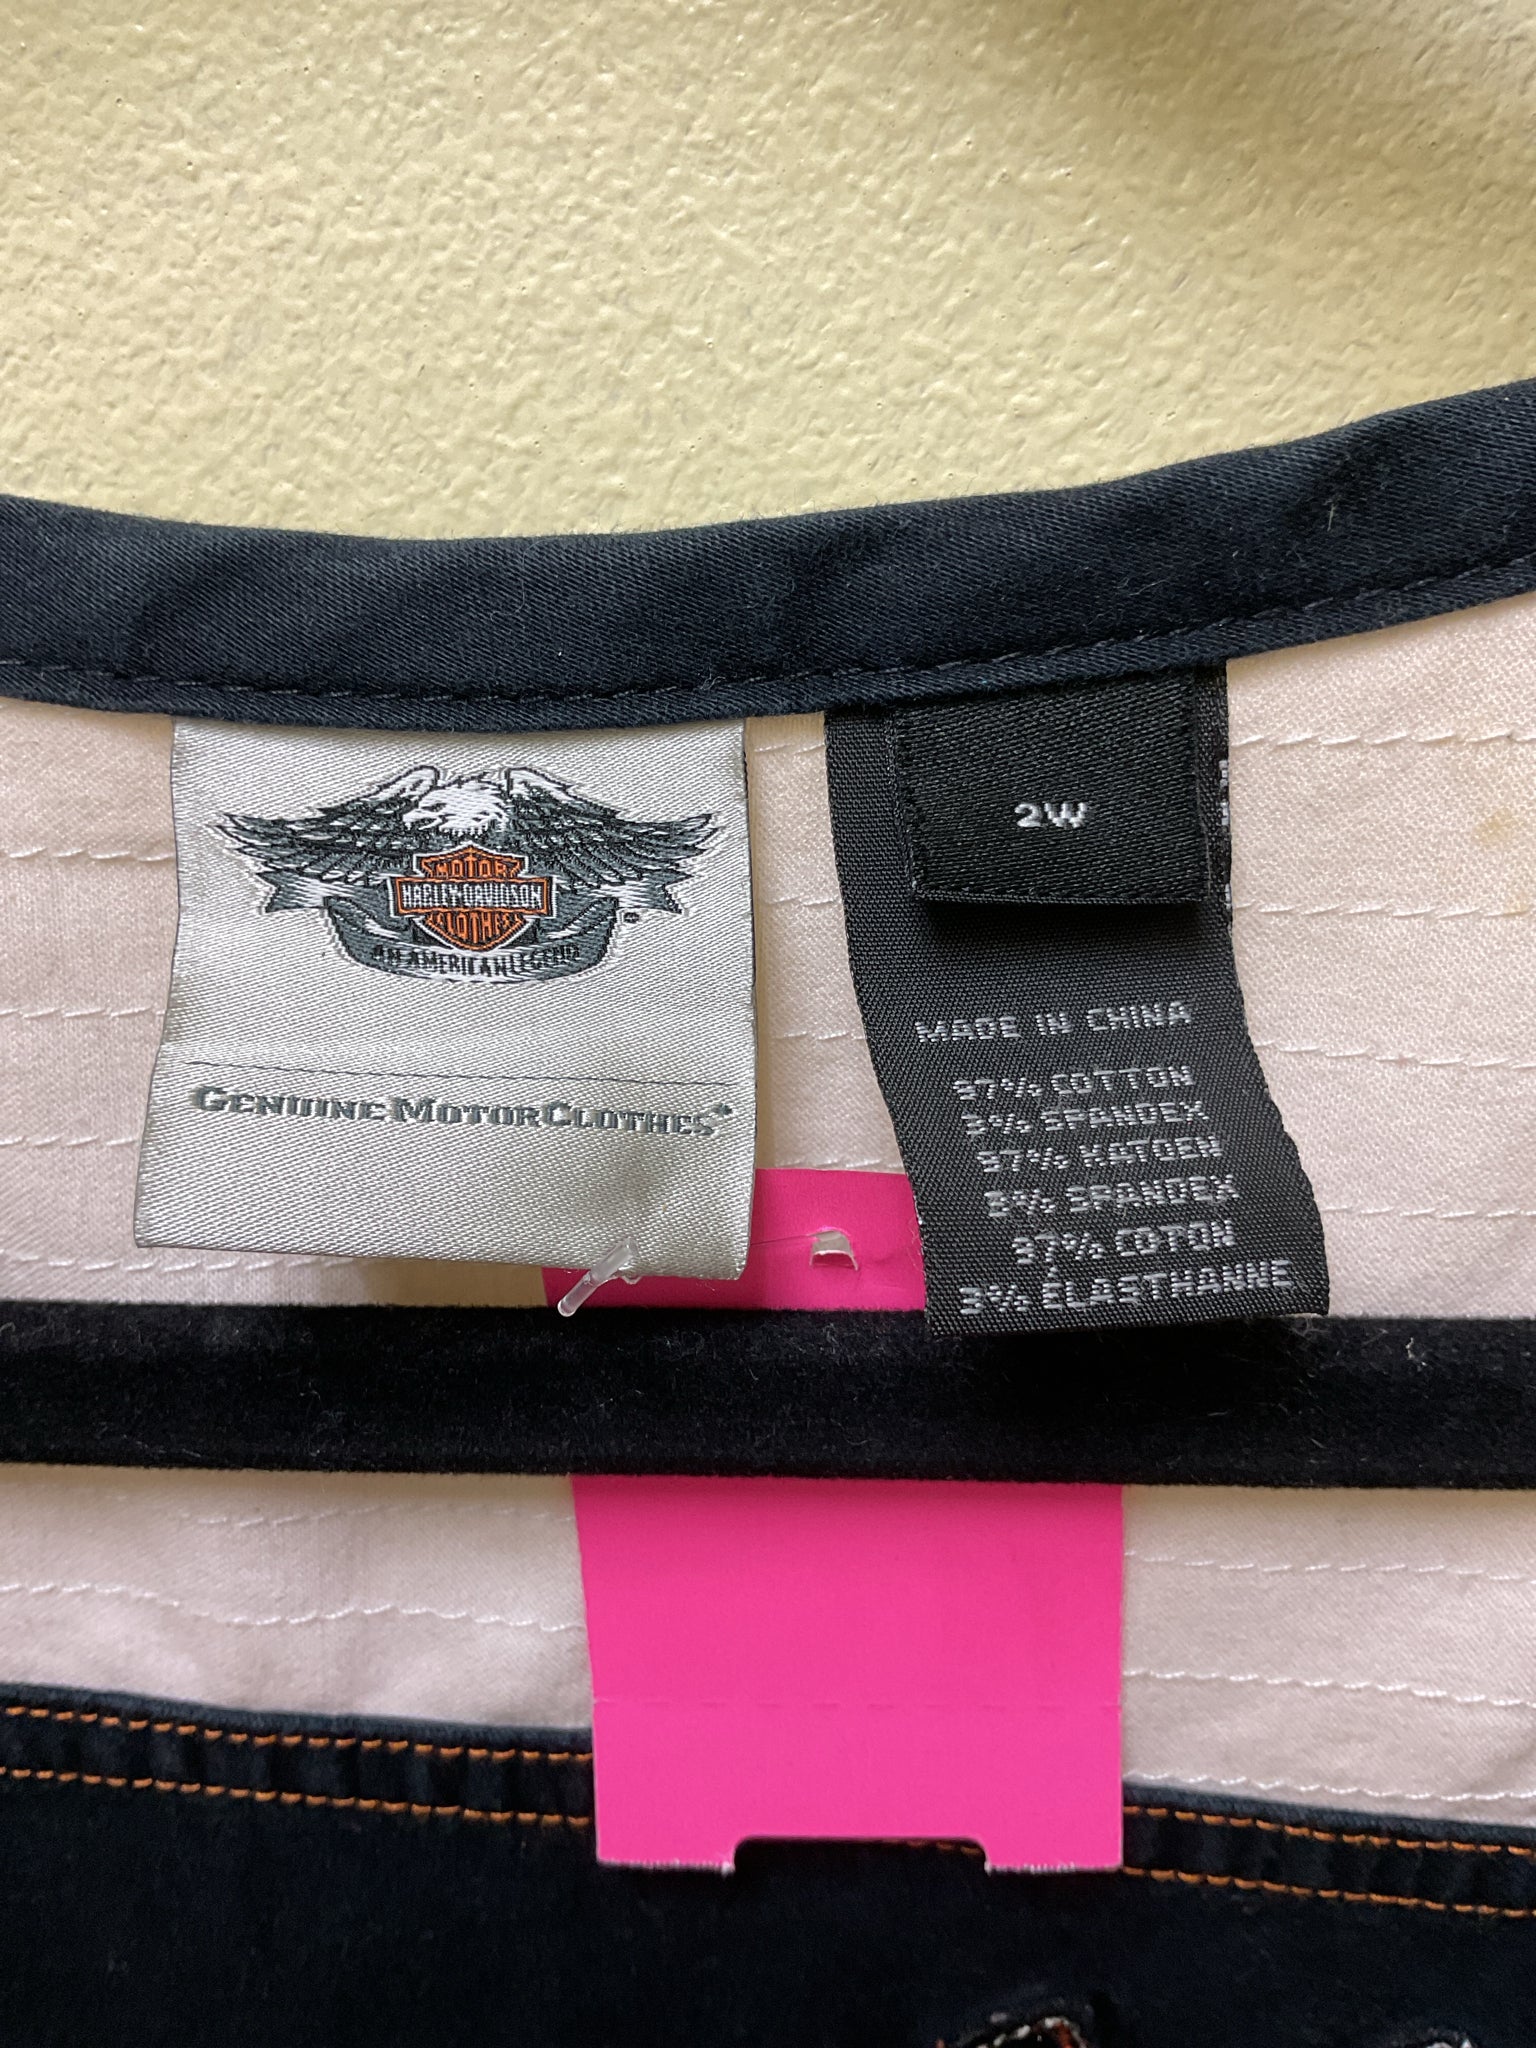 MOTOR
HARLEY-DAVIDSON
CLOTHES
AN AMERICAN LEGEND
GENUINE MOTORCLOTHES
2W
MADE IN CHINA
97% COTTON
3% SPANDEX
97% KATOEN
3% SPANDEX
97% COTON
3% ÉLASTHANNE